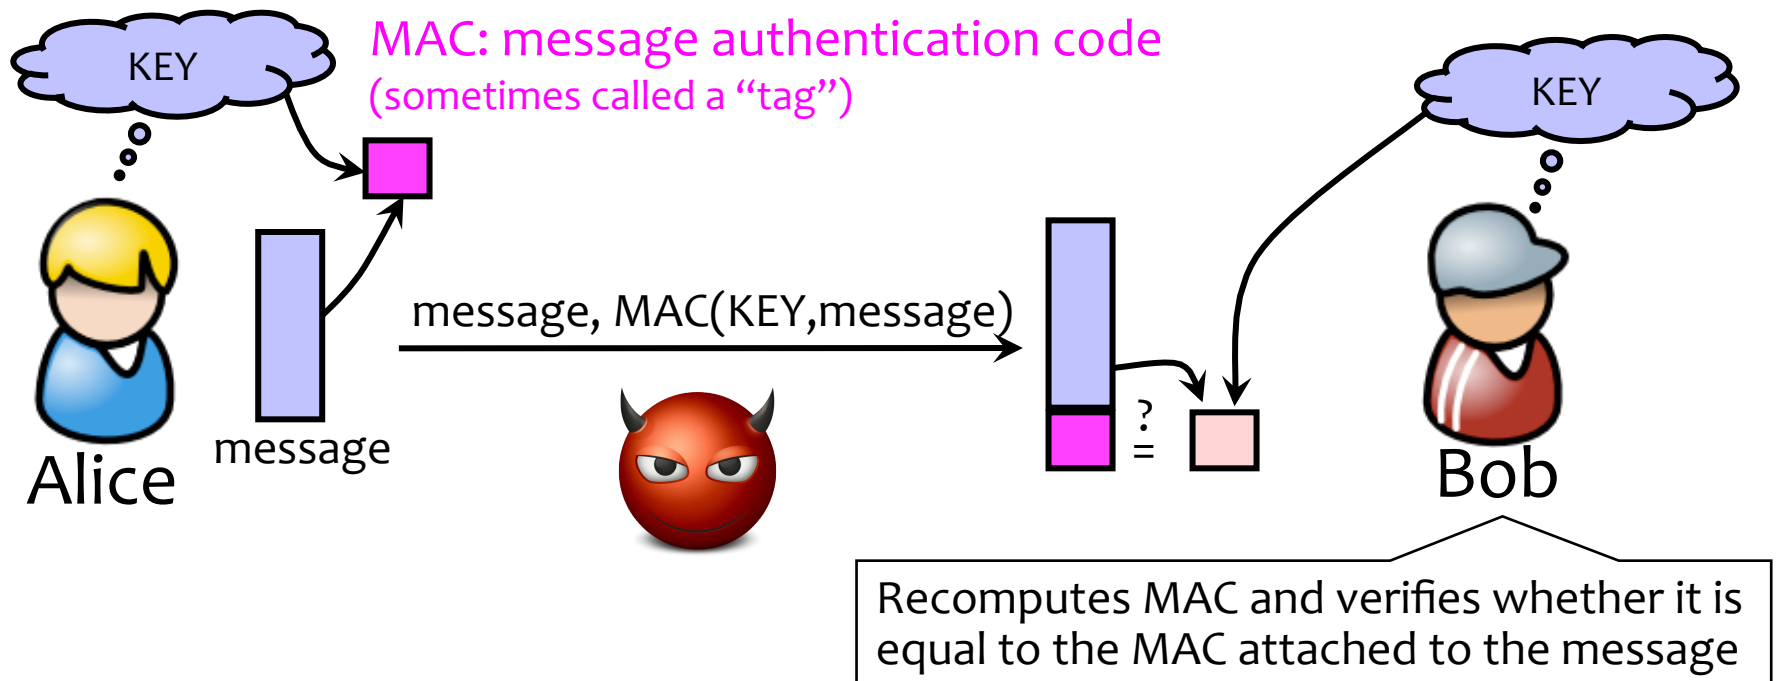 KEY
MAC: message authentication code
(sometimes called a “tag”)
KEY
message, MAC(KEY,message)
?
=
message
Alice
Bob
Recomputes MAC and verifies whether it is
equal to the MAC attached to the message